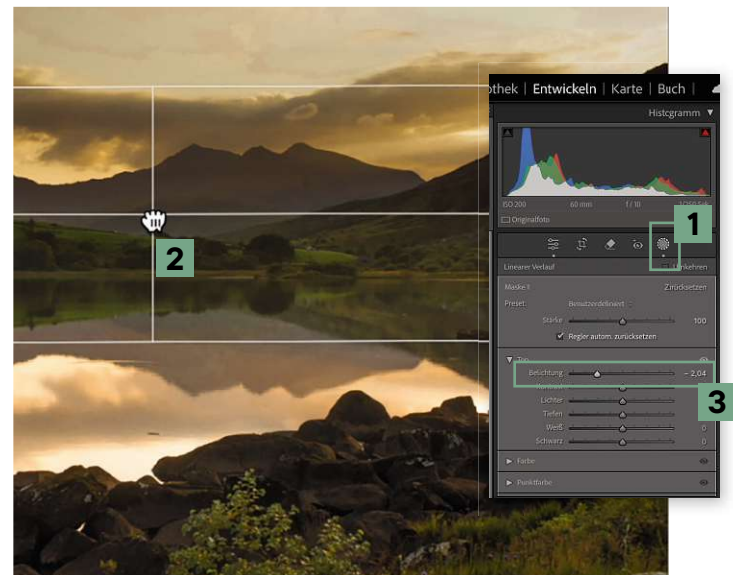 othek | Entwickeln | Karte | Buch |
Histogramm ▼
ISO 200 60 mm f / 10
Originalfoto
1
Linearer Verlauf Umkehren
Maske 1 Zurücksetzen
Preset: Benutzerdefiniert
Stärke 100
Regler autom. zurücksetzen
2
▼ Ton
Belichtung – 2,04
3
Kontrast
Lichter
Tiefen
Weiß 0
Schwarz 0
▶ Farbe
▶ Punktfarbe